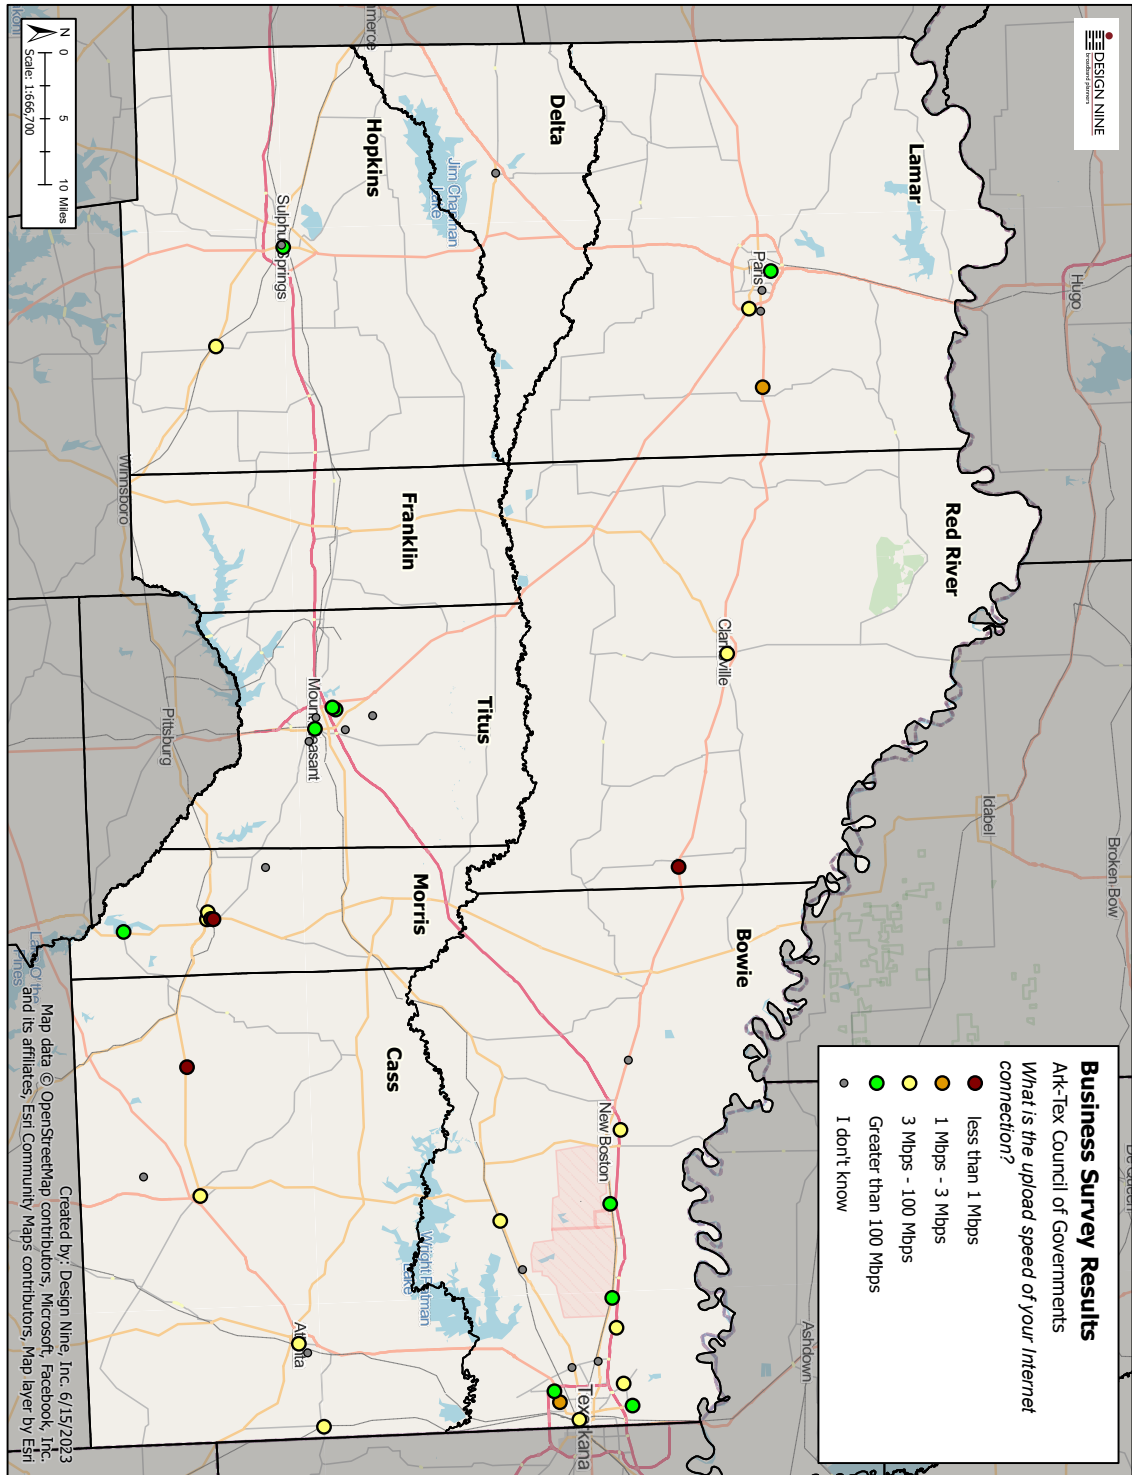 DESIGN NINE
broadband planners
Business Survey Results
Ark-Tex Council of Governments
What is the upload speed of your Internet
connection?
less than 1 Mbps
1 Mbps - 3 Mbps
3 Mbps - 100 Mbps
Greater than 100 Mbps
I don't know
Hugo
Idabel
Broken Bow
Ashdown
Lamar
Red River
Bowie
Delta
Hopkins
Franklin
Titus
Morris
Cass
Paris
Clarksville
New Boston
Texarkana
Jim Chapman
Lake
Sulphur Springs
Winnsboro
Mount Pleasant
Pittsburg
Wright Patman
Lake
Atlanta
Lake O' the
Pines
N
0 5 10 Miles
Scale: 1:666,700
Created by: Design Nine, Inc. 6/15/2023
Map data © OpenStreetMap contributors, Microsoft, Facebook, Inc.
and its affiliates, Esri Community Maps contributors, Map layer by Esri